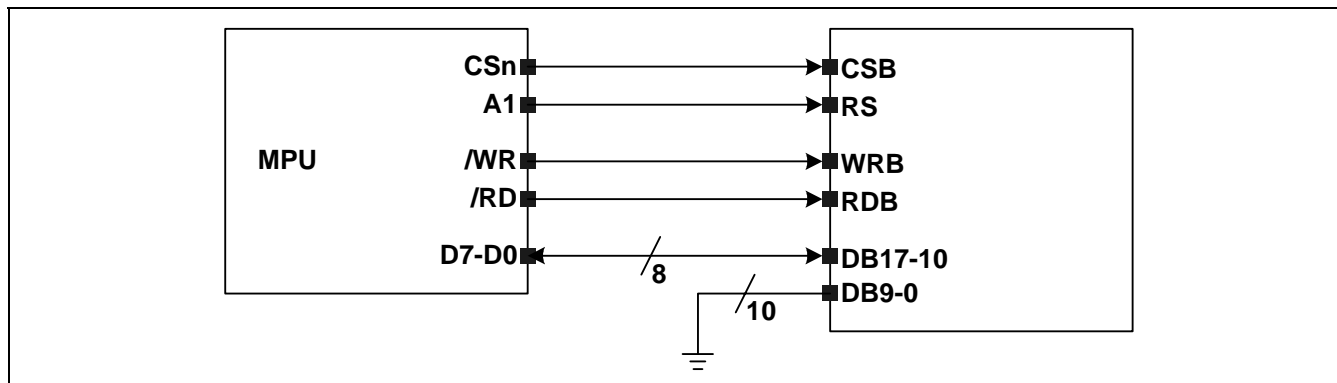 CSn
CSB
A1
RS
MPU
/WR
WRB
/RD
RDB
D7-D0
8
DB17-10
10
DB9-0